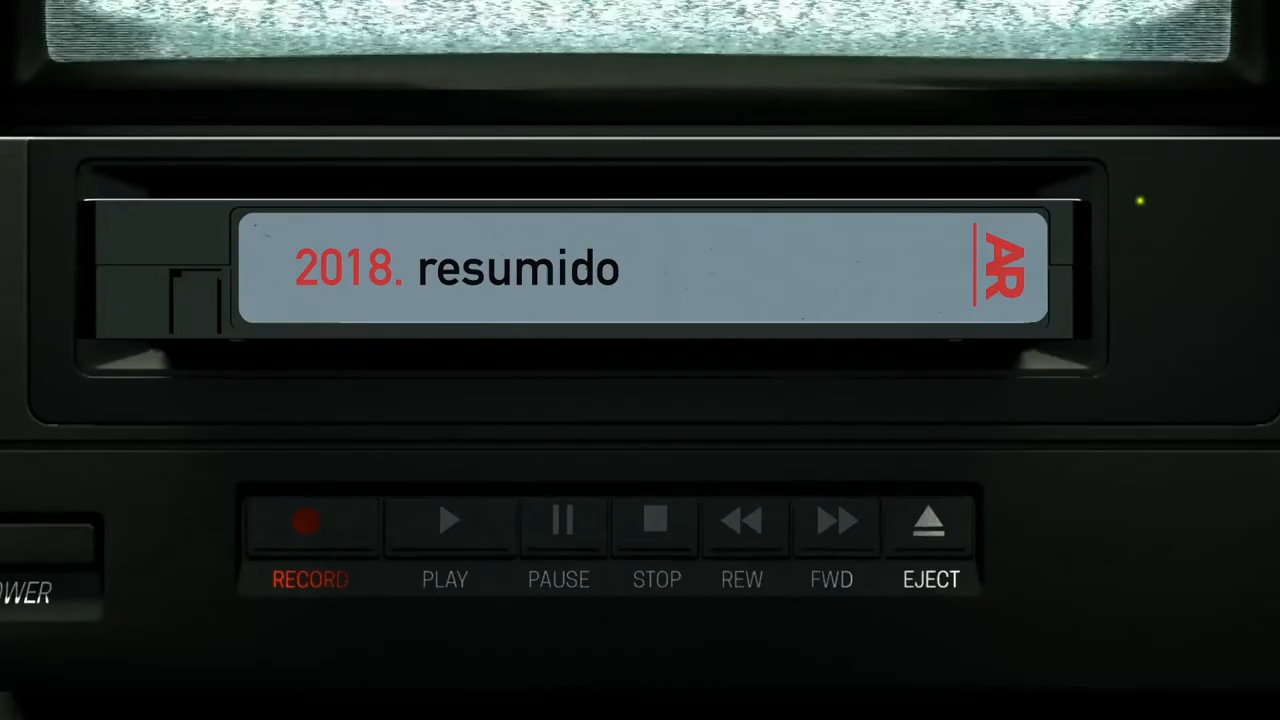 2018. resumido
AR
RECORD
PLAY
PAUSE
STOP
REW
FWD
EJECT
OWER